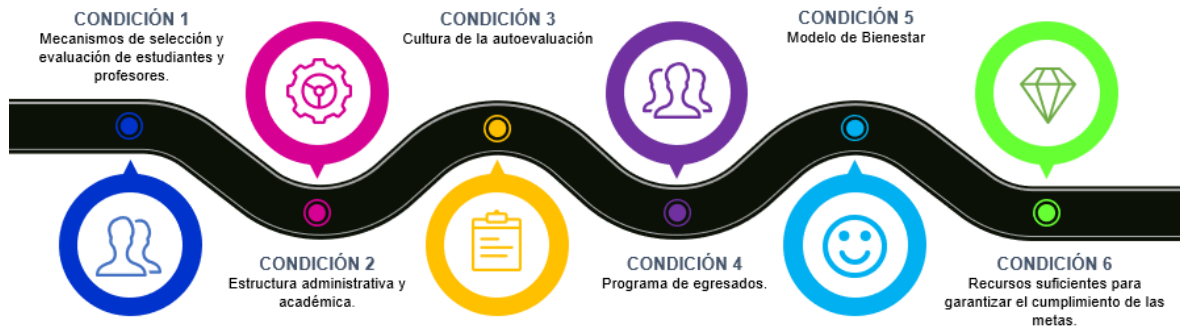 CONDICIÓN 1
Mecanismos de selección y
evaluación de estudiantes y
profesores.
CONDICIÓN 2
Estructura administrativa y
académica.
CONDICIÓN 3
Cultura de la autoevaluación
CONDICIÓN 4
Programa de egresados.
CONDICIÓN 5
Modelo de Bienestar
CONDICIÓN 6
Recursos suficientes para
garantizar el cumplimiento de las
metas.